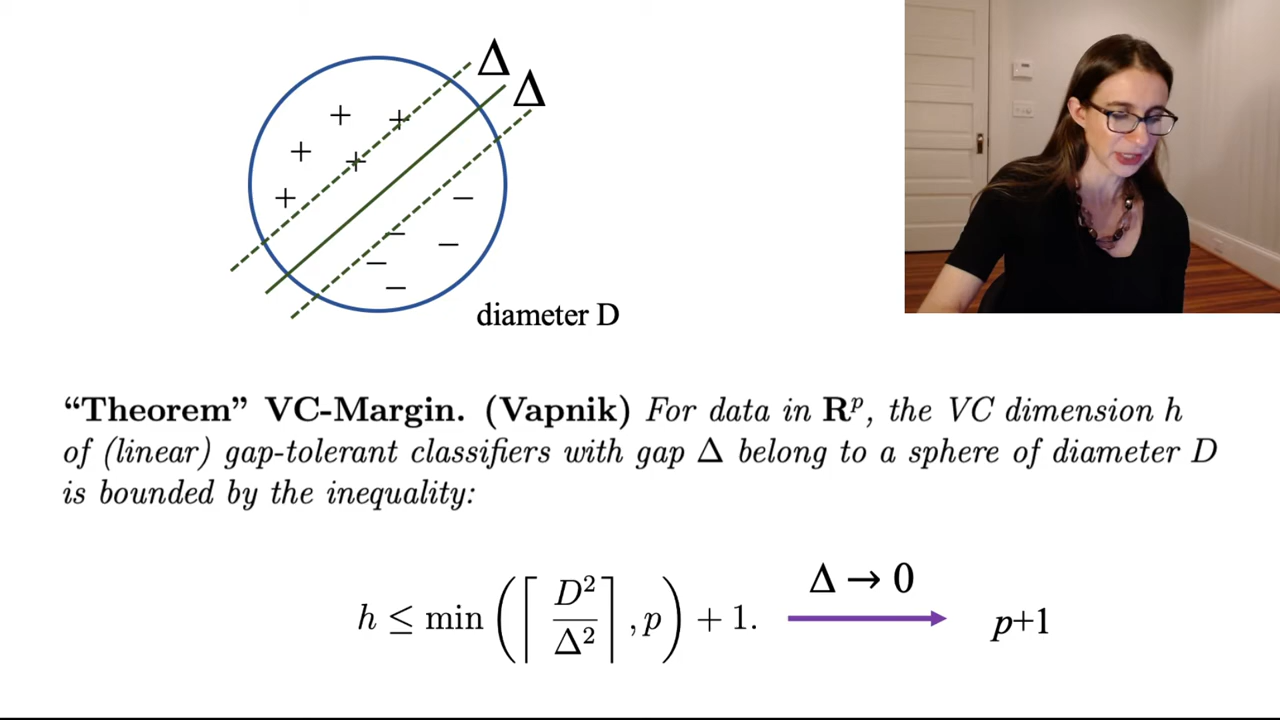 Δ
Δ
+ +
+ +
+ −
− −
−
−
diameter D
“Theorem” VC-Margin. (Vapnik) For data in Rᵖ, the VC dimension h
of (linear) gap-tolerant classifiers with gap Δ belong to a sphere of diameter D
is bounded by the inequality:
Δ → 0
h ≤ min(⌈D²/Δ²⌉, p) + 1. p+1